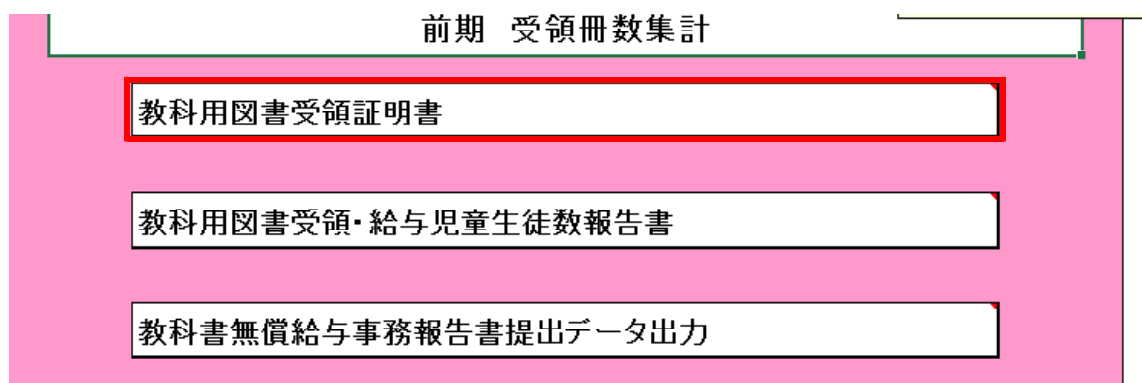 前期 受領冊数集計
教科用図書受領証明書
教科用図書受領・給与児童生徒数報告書
教科書無償給与事務報告書提出データ出力